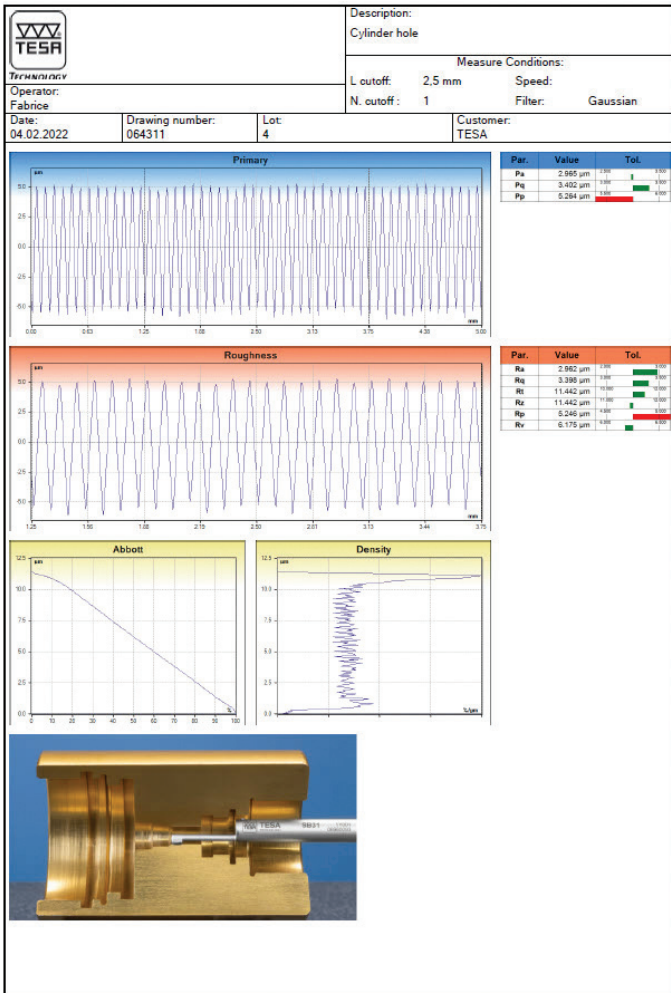 TESA
TECHNOLOGY
Description:
Cylinder hole
Measure Conditions:
L cutoff: 2,5 mm Speed:
N. cutoff : 1 Filter: Gaussian
Operator:
Fabrice
Date: Drawing number: Lot: Customer:
04.02.2022 064311 4 TESA
Primary
µm
5.0
2.5
0.0
-2.5
-5.0
mm
0.00 0.63 1.25 1.88 2.50 3.13 3.75 4.38 5.00
Par. Value Tol.
Pa 2.965 µm
Pq 3.402 µm
Pp 5.264 µm
Roughness
µm
5.0
2.5
0.0
-2.5
-5.0
mm
1.25 1.56 1.88 2.19 2.50 2.81 3.13 3.44 3.75
Par. Value Tol.
Ra 2.962 µm
Rq 3.398 µm
Rt 11.442 µm
Rz 11.442 µm
Rp 5.246 µm
Rv 6.175 µm
Abbott
µm
12.5
10.0
7.5
5.0
2.5
0.0
%
0 10 20 30 40 50 60 70 80 90 100
Density
µm
12.5
10.0
7.5
5.0
2.5
0.0
%/µm
TESA SB31